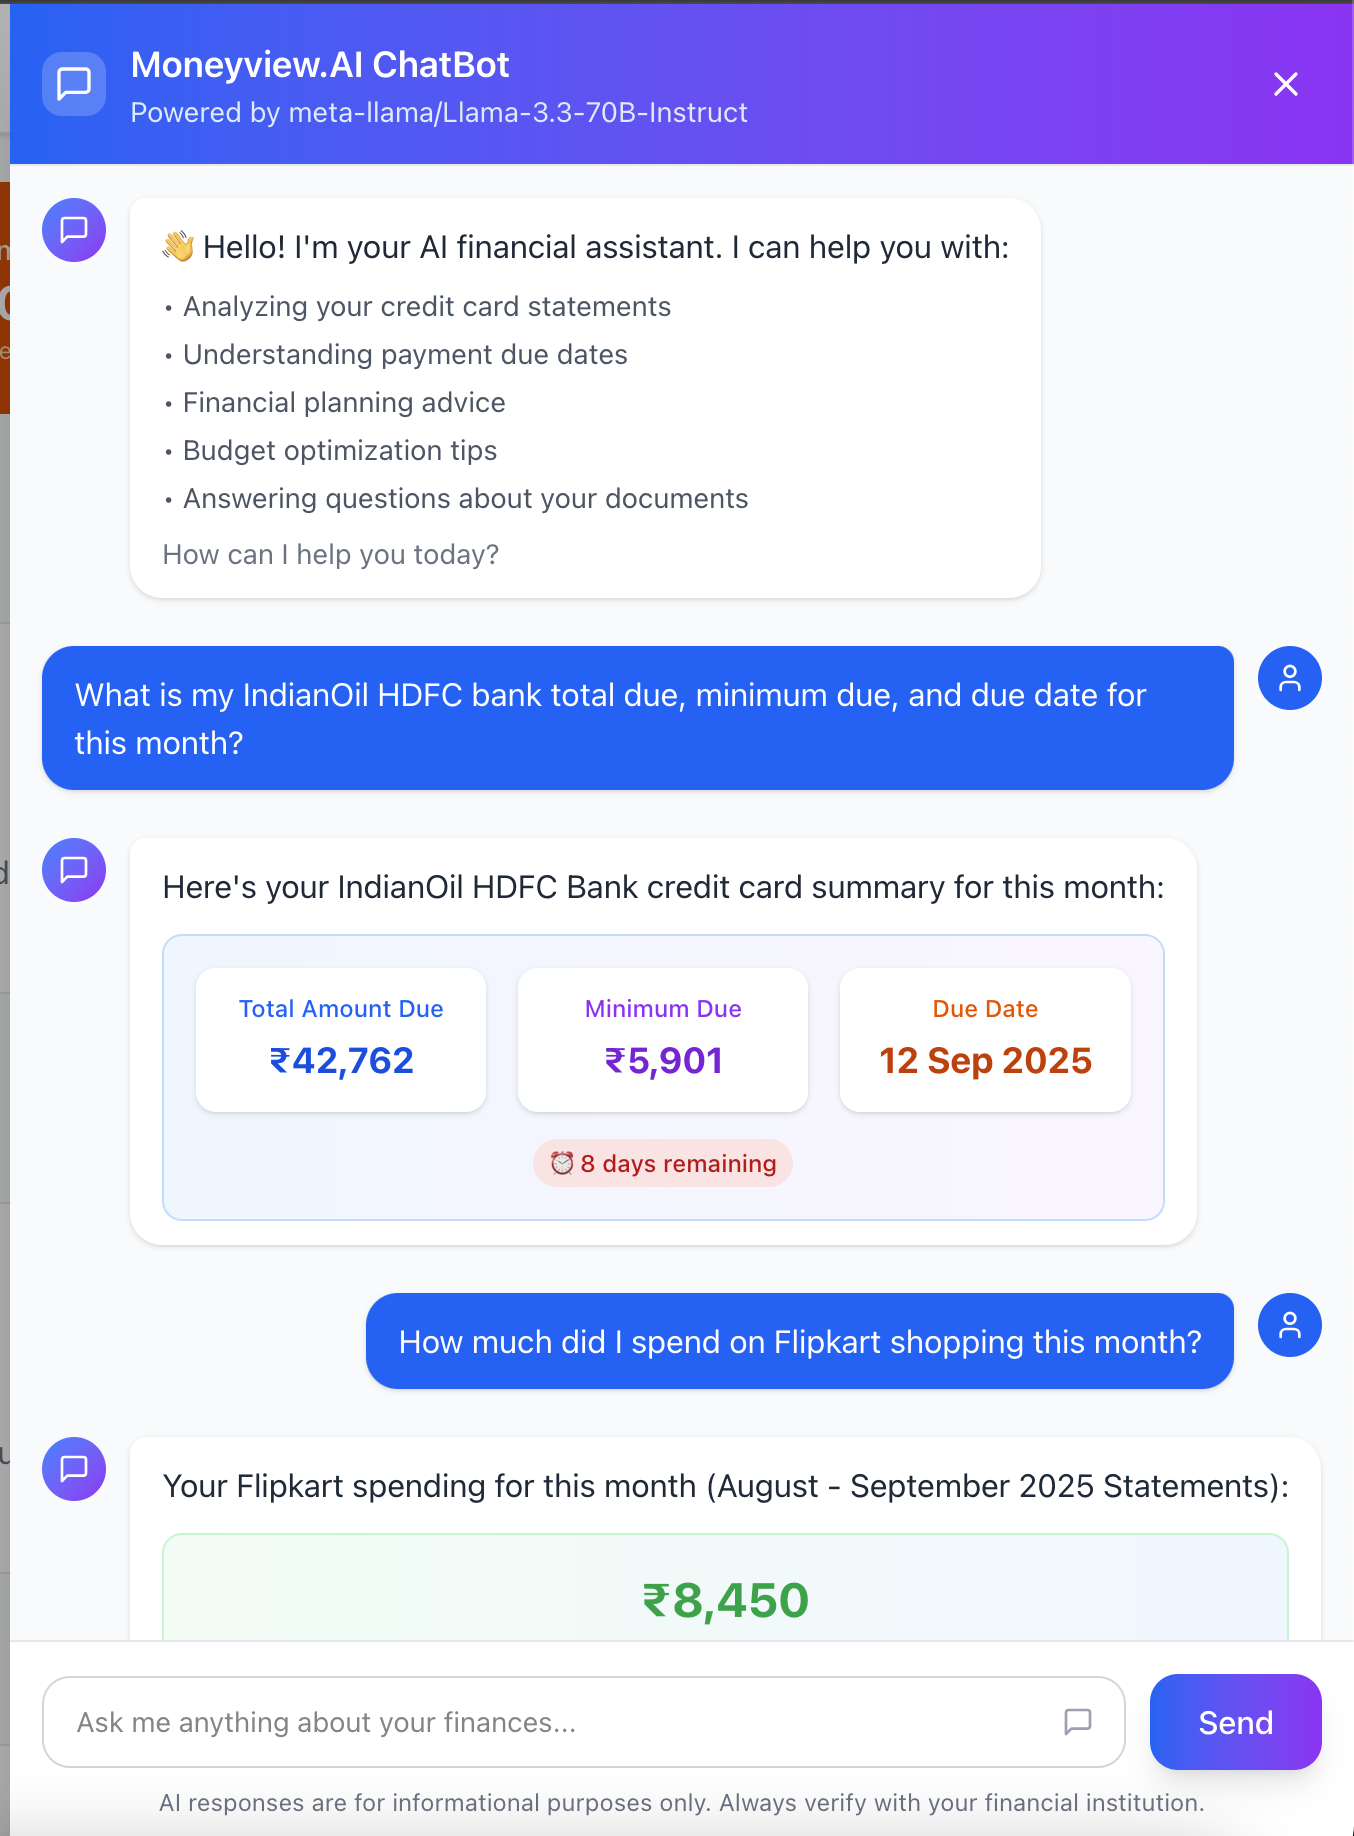 Moneyview.AI ChatBot
Powered by meta-llama/Llama-3.3-70B-Instruct
👋 Hello! I'm your AI financial assistant. I can help you with:
• Analyzing your credit card statements
• Understanding payment due dates
• Financial planning advice
• Budget optimization tips
• Answering questions about your documents
How can I help you today?
What is my IndianOil HDFC bank total due, minimum due, and due date for
this month?
Here's your IndianOil HDFC Bank credit card summary for this month:
Total Amount Due
₹42,762
Minimum Due
₹5,901
Due Date
12 Sep 2025
⏰ 8 days remaining
How much did I spend on Flipkart shopping this month?
Your Flipkart spending for this month (August - September 2025 Statements):
₹8,450
Ask me anything about your finances...
Send
AI responses are for informational purposes only. Always verify with your financial institution.